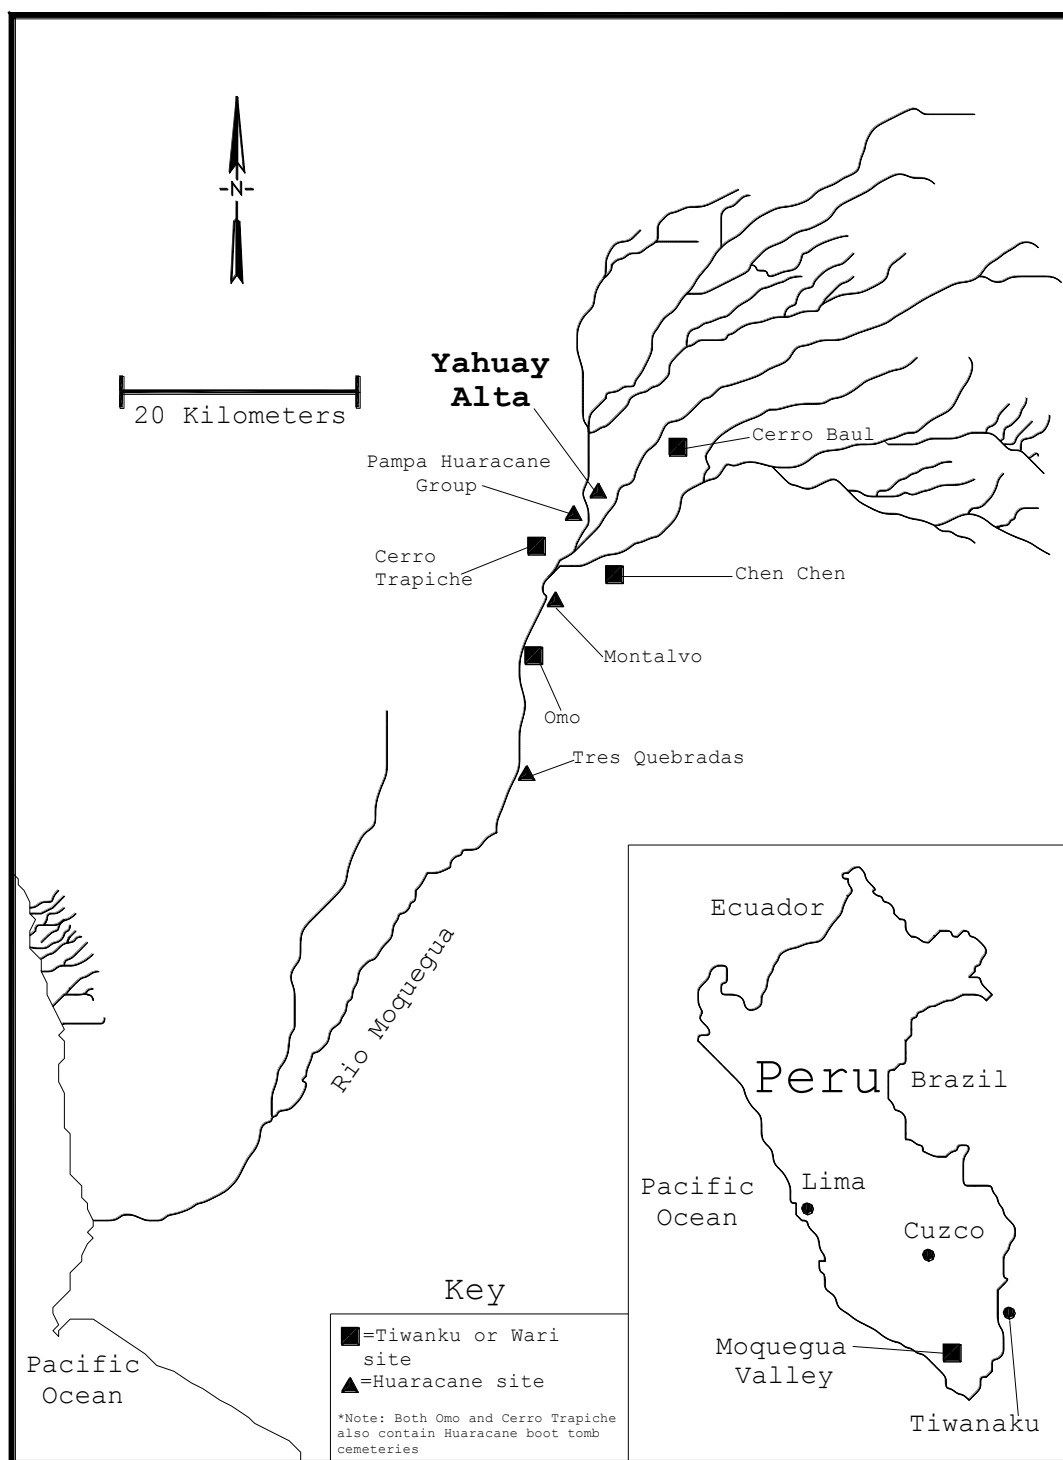 N
20 Kilometers
Yahuay
Alta
Cerro Baul
Pampa Huaracane
Group
Cerro
Trapiche
Chen Chen
Montalvo
Omo
Tres Quebradas
Rio Moquegua
Pacific
Ocean
Key
=Tiwanku or Wari
site
=Huaracane site
*Note: Both Omo and Cerro Trapiche
also contain Huaracane boot tomb
cemeteries
Ecuador
Peru
Brazil
Pacific
Ocean
Lima
Cuzco
Moquegua
Valley
Tiwanaku